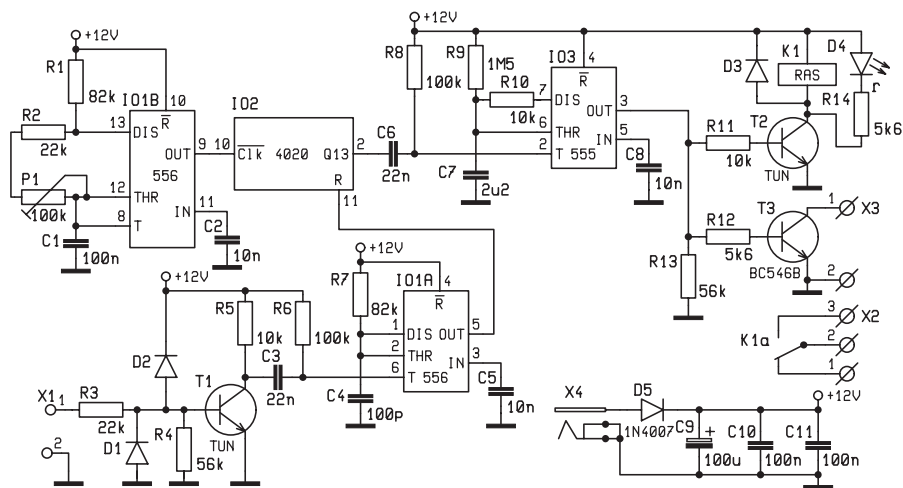 +12V
R1
82k
R2
22k
P1
100k
C1
100n
IO1B
10
13 DIS R
OUT 9
556
12 THR
8 T
IN 11
C2
10n
IO2
10 Clk 4020 Q13 2
R
11
C6
22n
+12V
R8
100k
R9
1M5
R10
10k
C7
2u2
IO3
4
R
7 DIS
OUT 3
6 THR
IN 5
2 T 555
C8
10n
D3
K1
RAS
D4
r
R14
5k6
R11
10k
T2
TUN
R12
5k6
T3
BC546B
R13
56k
1 X3
2
3 X2
K1a 2
1
+12V
R5
10k
R6
100k
D2
C3
22n
T1
TUN
X1 1
R3
22k
2
D1
R4
56k
+12V
R7
82k
IO1A
4
R
1 DIS OUT 5
2 THR
IN 3
6 T 556
C4
100p
C5
10n
X4
D5
1N4007
+12V
C9
+
100u
C10
100n
C11
100n